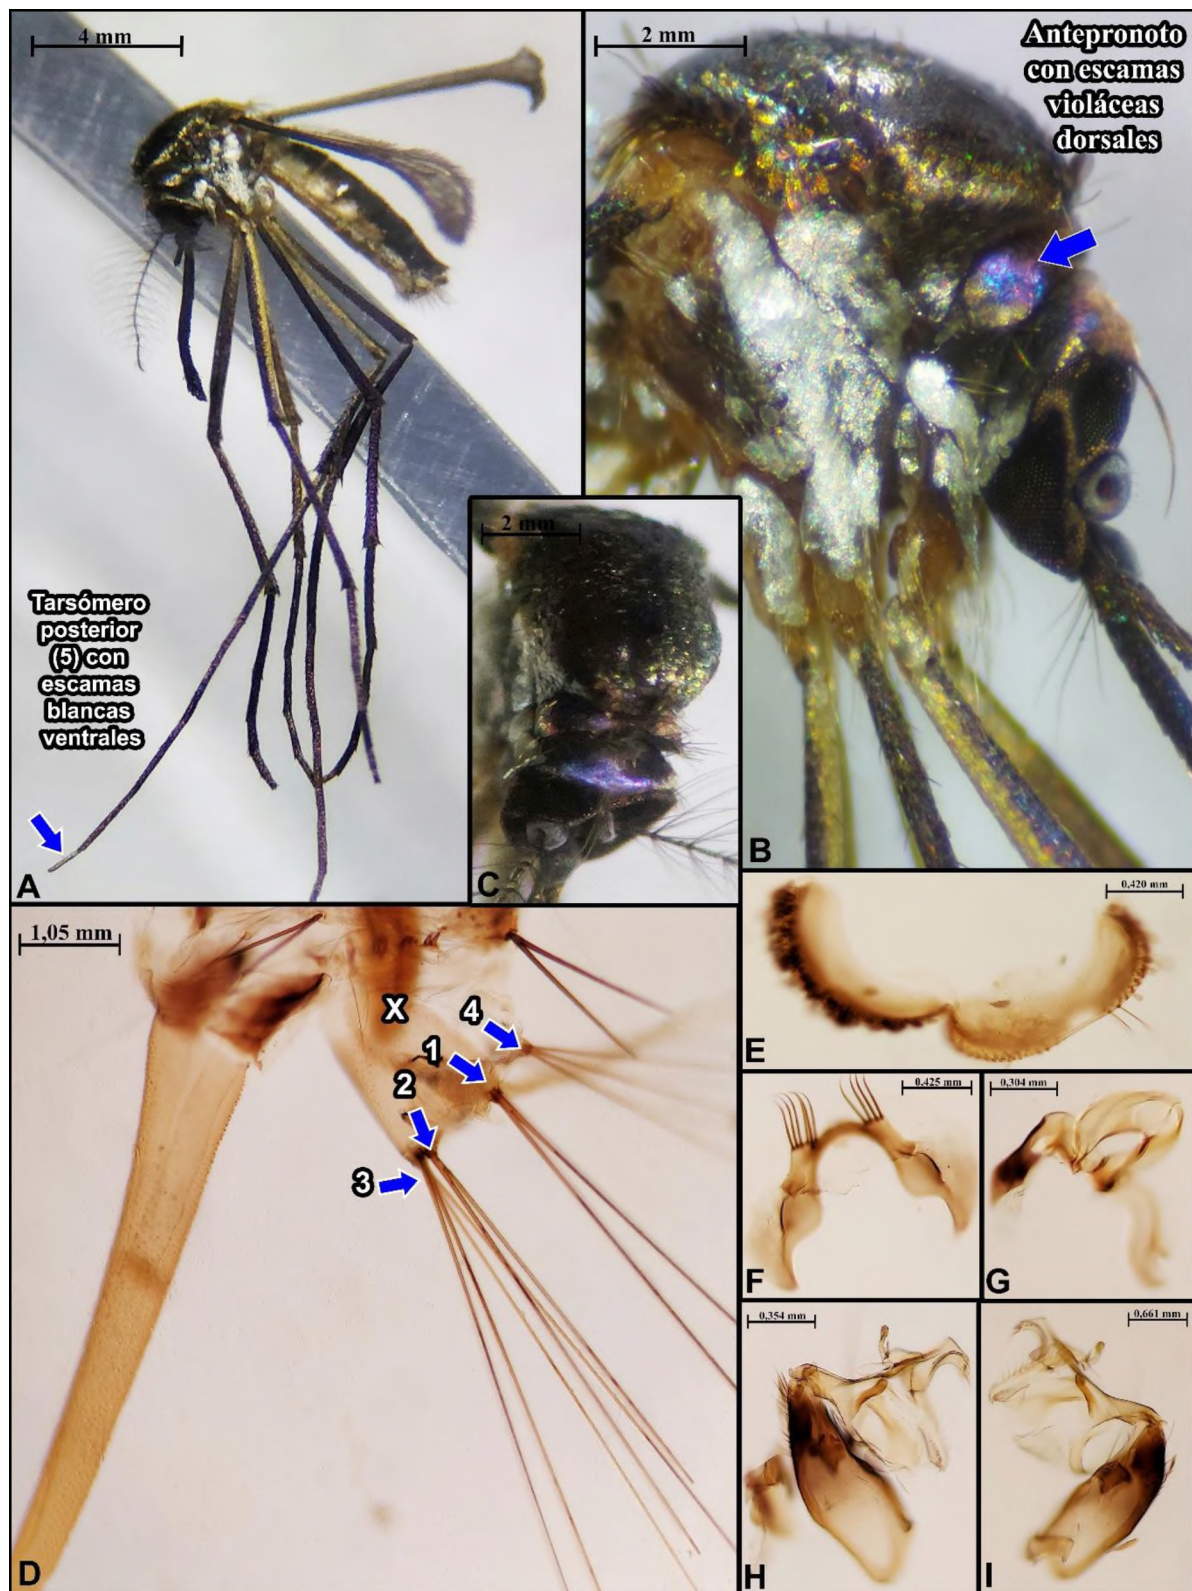 4 mm
A
Tarsómero
posterior
(5) con
escamas
blancas
ventrales
2 mm
Antepronoto
con escamas
violáceas
dorsales
B
2 mm
C
1,05 mm
X
4
1
2
3
D
0,420 mm
E
0,425 mm
F
0,304 mm
G
0,354 mm
H
0,661 mm
I